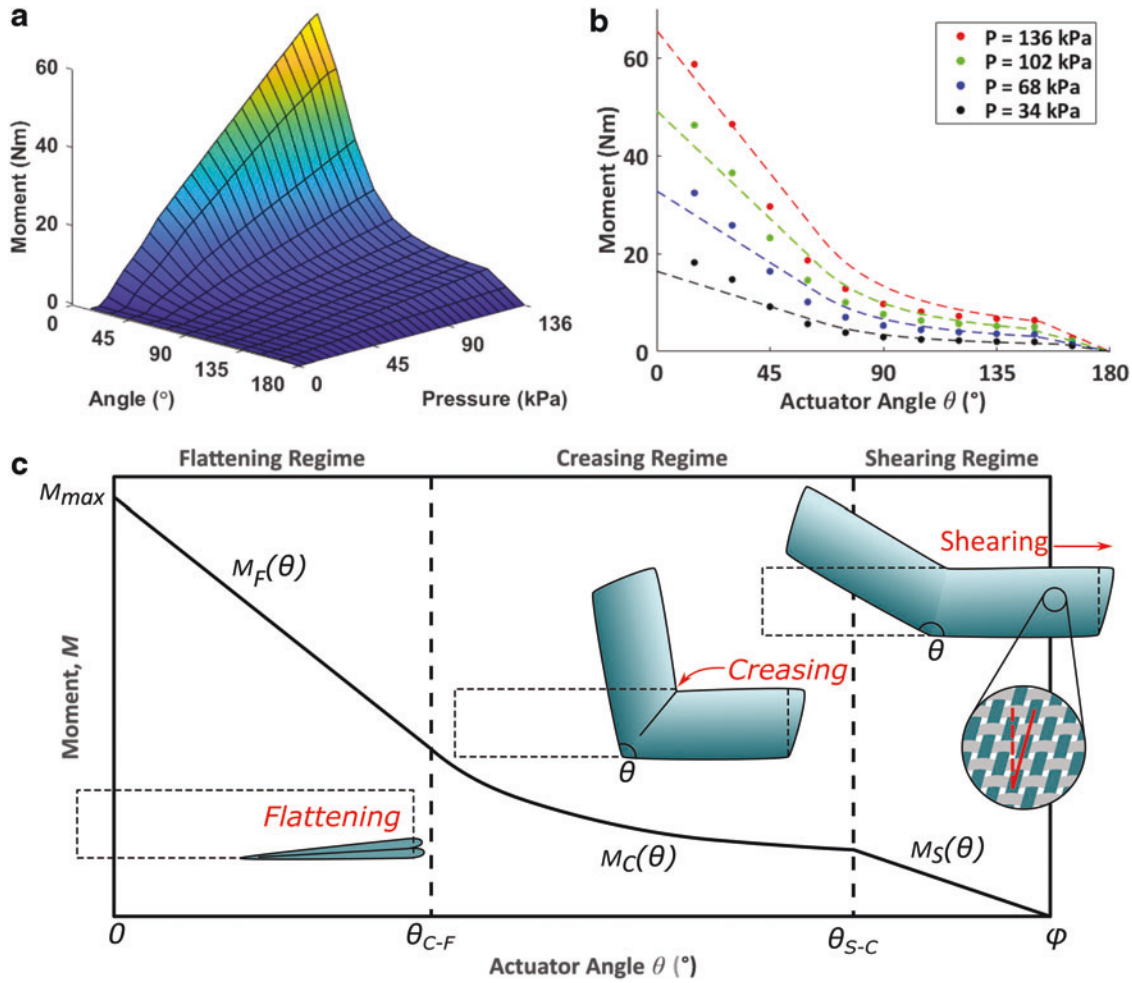 a
60
40
20
0
Moment (Nm)
0
45
90
135
180
Angle (°)
0
45
90
136
Pressure (kPa)
b
P = 136 kPa
P = 102 kPa
P = 68 kPa
P = 34 kPa
60
40
20
0
Moment (Nm)
0 45 90 135 180
Actuator Angle θ (°)
c
Flattening Regime Creasing Regime Shearing Regime
Mmax
MF(θ)
Shearing
θ
Creasing
θ
Flattening
MC(θ)
MS(θ)
Moment, M
0 θC-F θS-C φ
Actuator Angle θ (°)